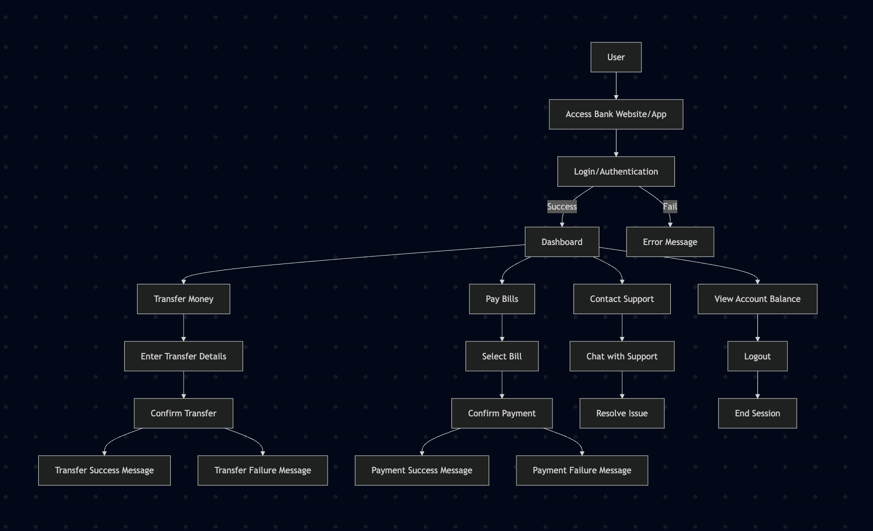 User
Access Bank Website/App
Login/Authentication
Success
Fail
Dashboard
Error Message
Transfer Money
Pay Bills
Contact Support
View Account Balance
Enter Transfer Details
Select Bill
Chat with Support
Logout
Confirm Transfer
Confirm Payment
Resolve Issue
End Session
Transfer Success Message
Transfer Failure Message
Payment Success Message
Payment Failure Message